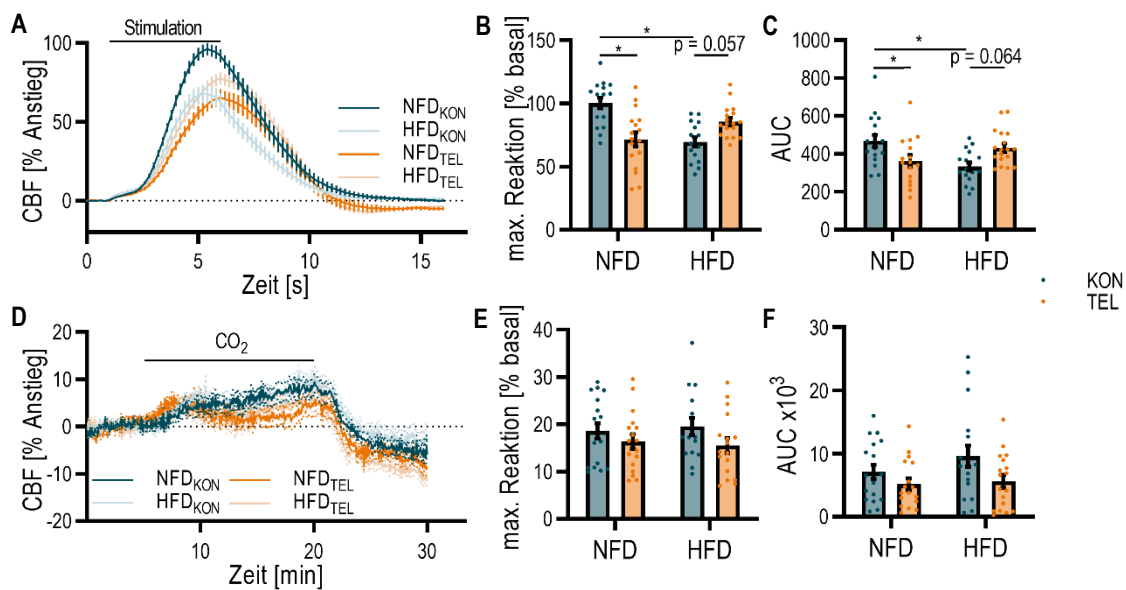 A
Stimulation
CBF [% Anstieg]
100
50
0
0
5
10
15
Zeit [s]
NFDKON
HFDKON
NFDTEL
HFDTEL
B
max. Reaktion [% basal]
150
100
50
0
*
*
p = 0.057
NFD
HFD
C
AUC
1000
800
600
400
200
0
*
*
p = 0.064
NFD
HFD
KON
TEL
D
CO2
CBF [% Anstieg]
20
10
0
-10
-20
10
20
30
Zeit [min]
NFDKON
NFDTEL
HFDKON
HFDTEL
E
max. Reaktion [% basal]
40
30
20
10
0
NFD
HFD
F
AUC x10³
30
20
10
0
NFD
HFD